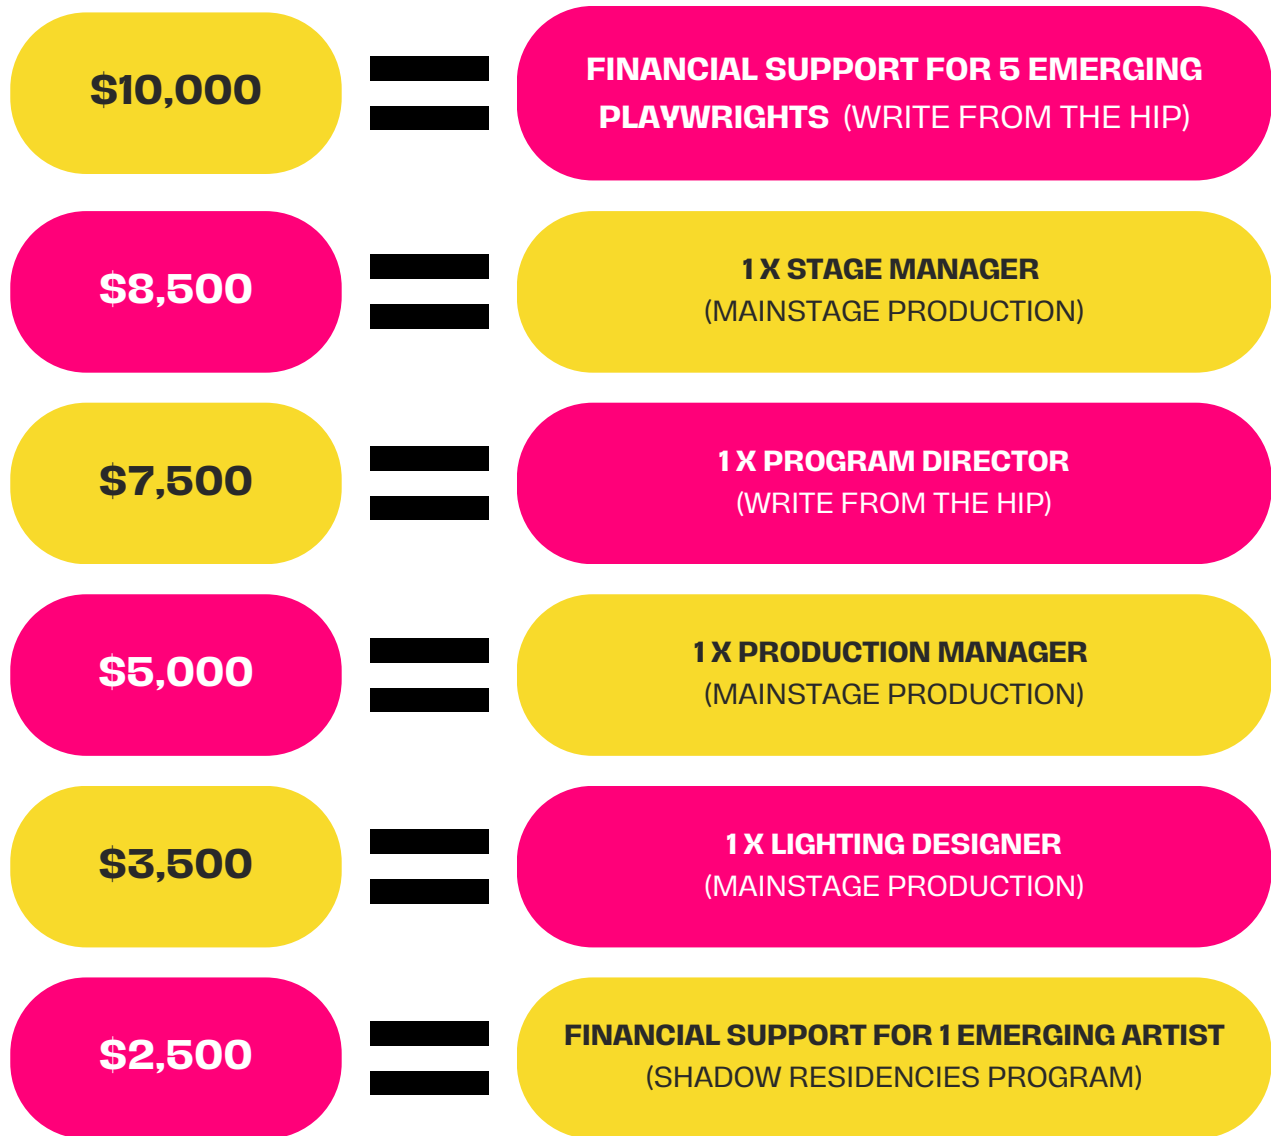 $10,000
FINANCIAL SUPPORT FOR 5 EMERGING
PLAYWRIGHTS (WRITE FROM THE HIP)
$8,500
1 X STAGE MANAGER
(MAINSTAGE PRODUCTION)
$7,500
1 X PROGRAM DIRECTOR
(WRITE FROM THE HIP)
$5,000
1 X PRODUCTION MANAGER
(MAINSTAGE PRODUCTION)
$3,500
1 X LIGHTING DESIGNER
(MAINSTAGE PRODUCTION)
$2,500
FINANCIAL SUPPORT FOR 1 EMERGING ARTIST
(SHADOW RESIDENCIES PROGRAM)